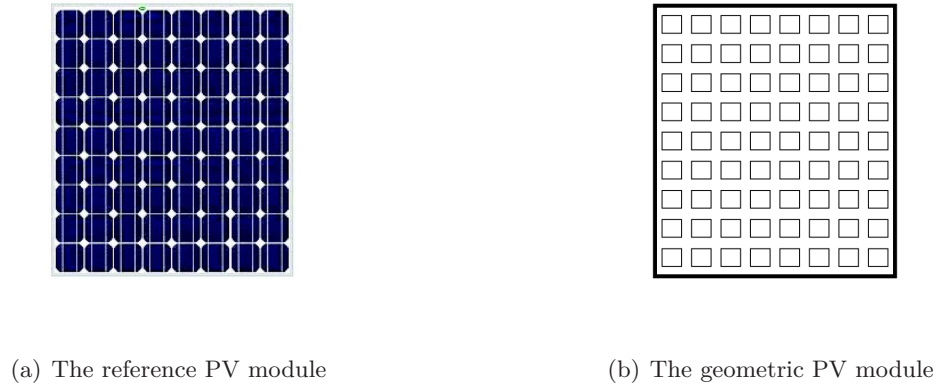 (a) The reference PV module
(b) The geometric PV module